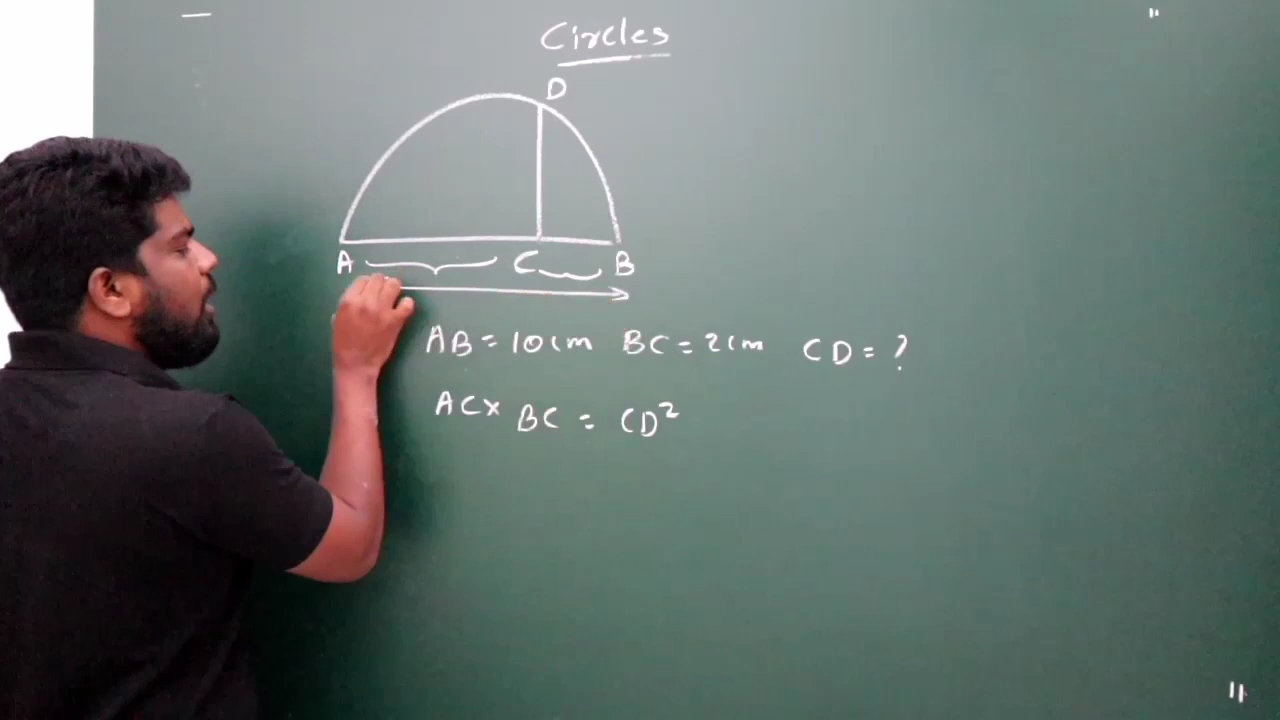 Circles
D
A C B
AB = 10cm BC = 2cm CD = ?
AC× BC = CD²